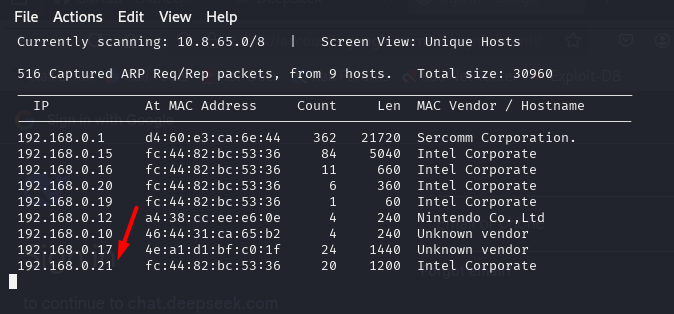 File Actions Edit View Help
Currently scanning: 10.8.65.0/8 | Screen View: Unique Hosts
516 Captured ARP Req/Rep packets, from 9 hosts. Total size: 30960
IP At MAC Address Count Len MAC Vendor / Hostname
192.168.0.1 d4:60:e3:ca:6e:44 362 21720 Sercomm Corporation.
192.168.0.15 fc:44:82:bc:53:36 84 5040 Intel Corporate
192.168.0.16 fc:44:82:bc:53:36 11 660 Intel Corporate
192.168.0.20 fc:44:82:bc:53:36 6 360 Intel Corporate
192.168.0.19 fc:44:82:bc:53:36 1 60 Intel Corporate
192.168.0.12 a4:38:cc:ee:e6:0e 4 240 Nintendo Co.,Ltd
192.168.0.10 46:44:31:ca:65:b2 4 240 Unknown vendor
192.168.0.17 4e:a1:d1:bf:c0:1f 24 1440 Unknown vendor
192.168.0.21 fc:44:82:bc:53:36 20 1200 Intel Corporate
to continue to chat.deepseek.com